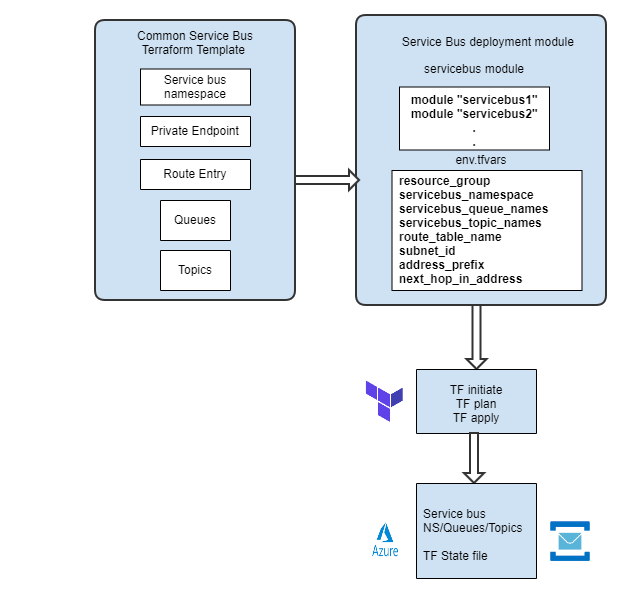 Common Service Bus
Terraform Template
Service bus
namespace
Private Endpoint
Route Entry
Queues
Topics
Service Bus deployment module
servicebus module
module "servicebus1"
module "servicebus2"
.
.
env.tfvars
resource_group
servicebus_namespace
servicebus_queue_names
servicebus_topic_names
route_table_name
subnet_id
address_prefix
next_hop_in_address
TF initiate
TF plan
TF apply
Service bus
NS/Queues/Topics
TF State file
Azure